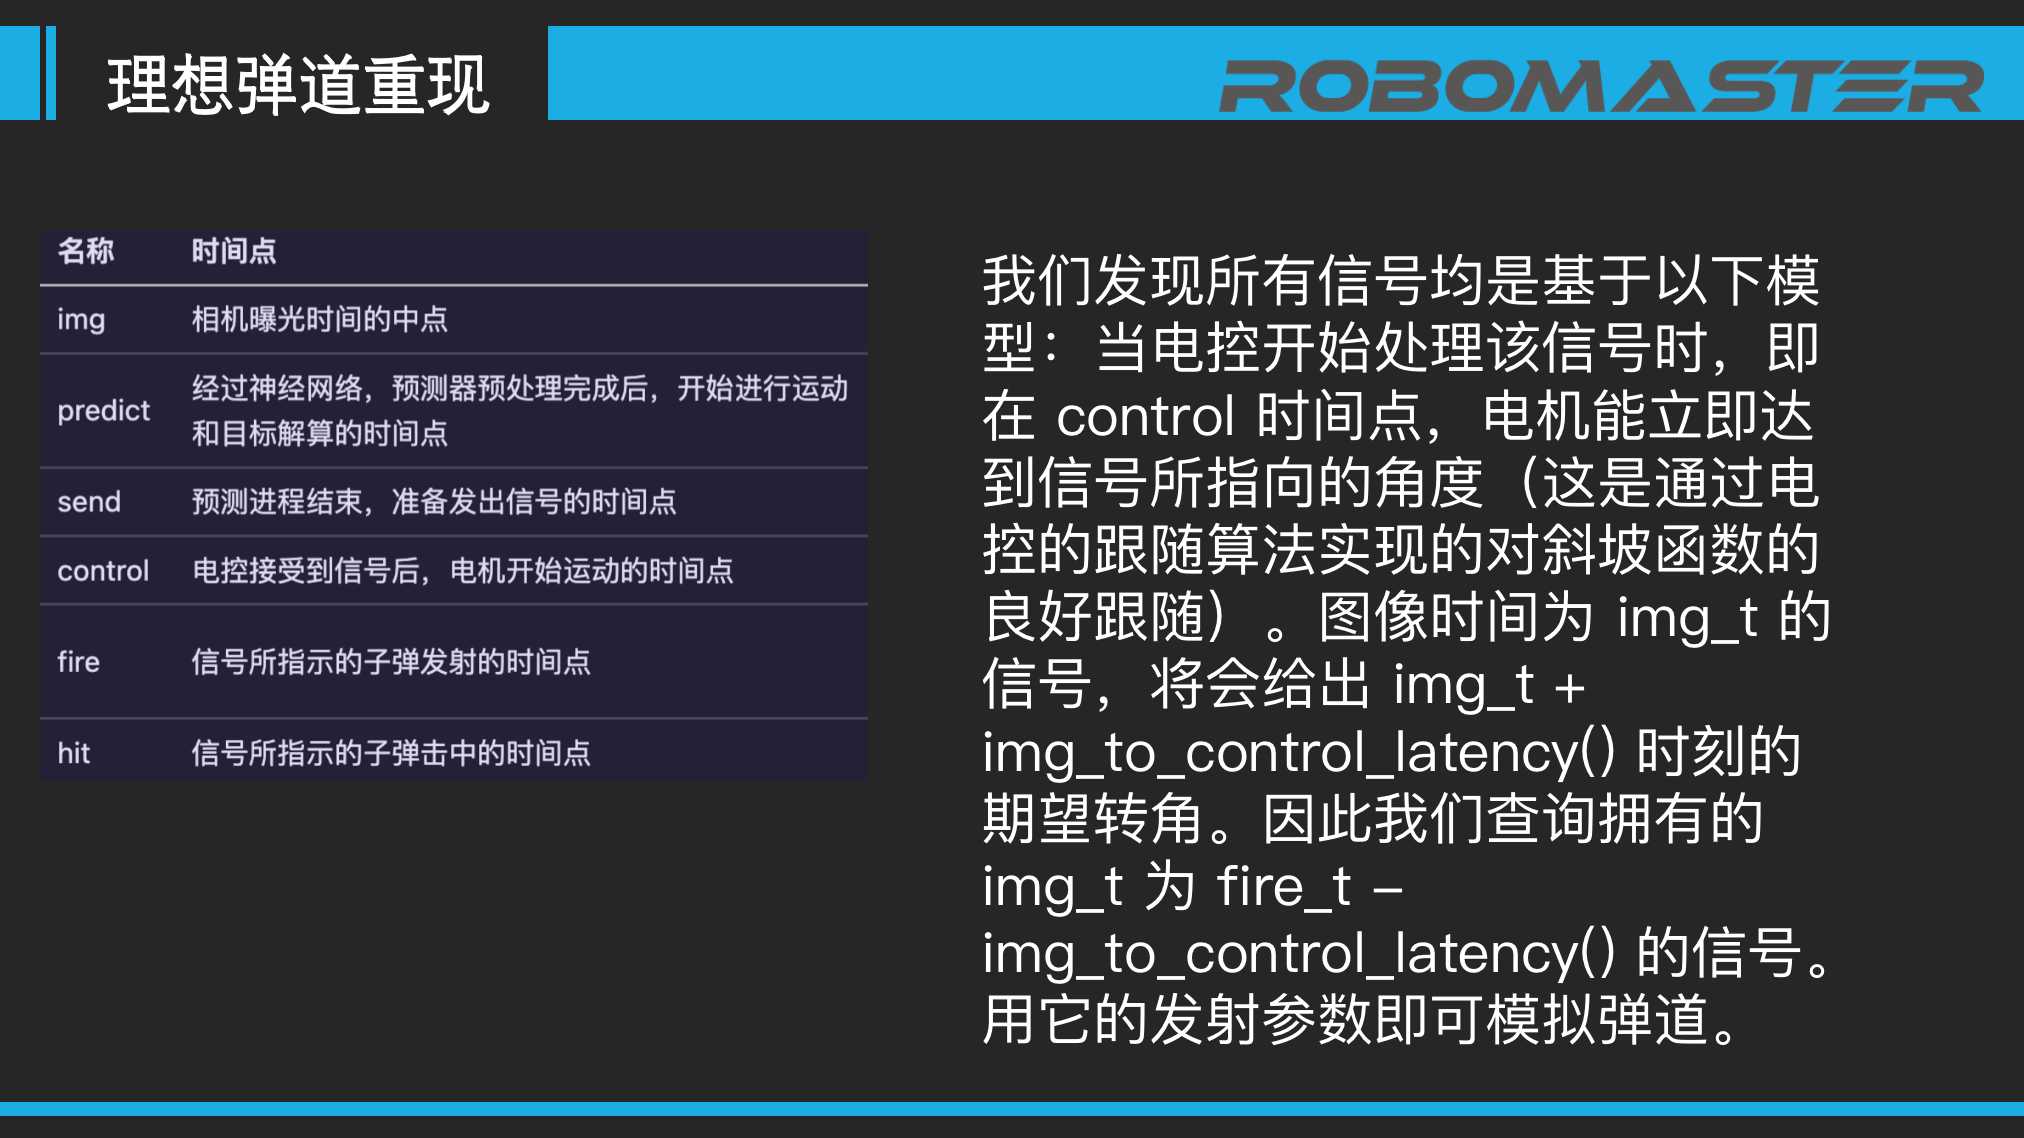 理想弹道重现
ROBOMASTER
名称 时间点
img 相机曝光时间的中点
predict 经过神经网络，预测器预处理完成后，开始进行运动
和目标解算的时间点
send 预测进程结束，准备发出信号的时间点
control 电控接受到信号后，电机开始运动的时间点
fire 信号所指示的子弹发射的时间点
hit 信号所指示的子弹击中的时间点
我们发现所有信号均是基于以下模
型：当电控开始处理该信号时，即
在 control 时间点，电机能立即达
到信号所指向的角度（这是通过电
控的跟随算法实现的对斜坡函数的
良好跟随）。图像时间为 img_t 的
信号，将会给出 img_t +
img_to_control_latency() 时刻的
期望转角。因此我们查询拥有的
img_t 为 fire_t –
img_to_control_latency() 的信号。
用它的发射参数即可模拟弹道。